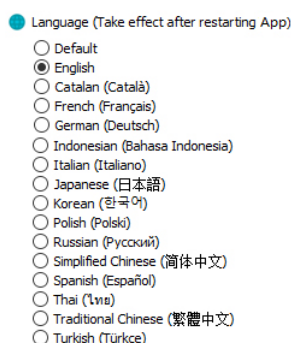 Language (Take effect after restarting App)
Default
English
Catalan (Català)
French (Français)
German (Deutsch)
Indonesian (Bahasa Indonesia)
Italian (Italiano)
Japanese (日本語)
Korean (한국어)
Polish (Polski)
Russian (Русский)
Simplified Chinese (简体中文)
Spanish (Español)
Thai (ไทย)
Traditional Chinese (繁體中文)
Turkish (Türkçe)